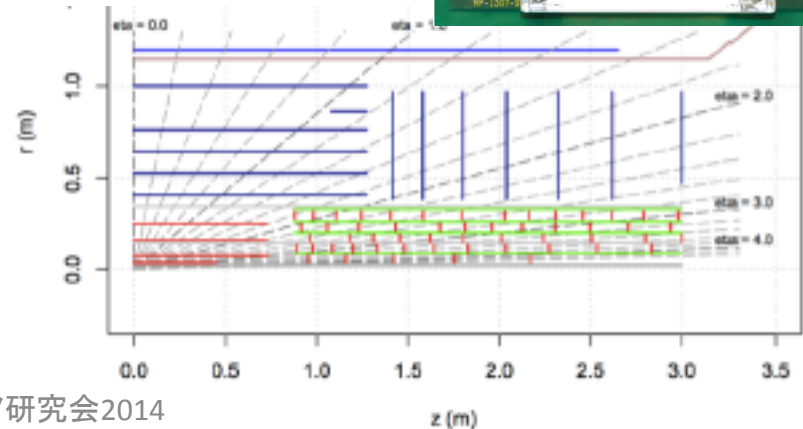 eta = 0.0
eta = 1.0
1.0
r (m)
0.5
0.0
eta = 2.0
eta = 3.0
eta = 4.0
0.0 0.5 1.0 1.5 2.0 2.5 3.0 3.5
z (m)
研究会2014